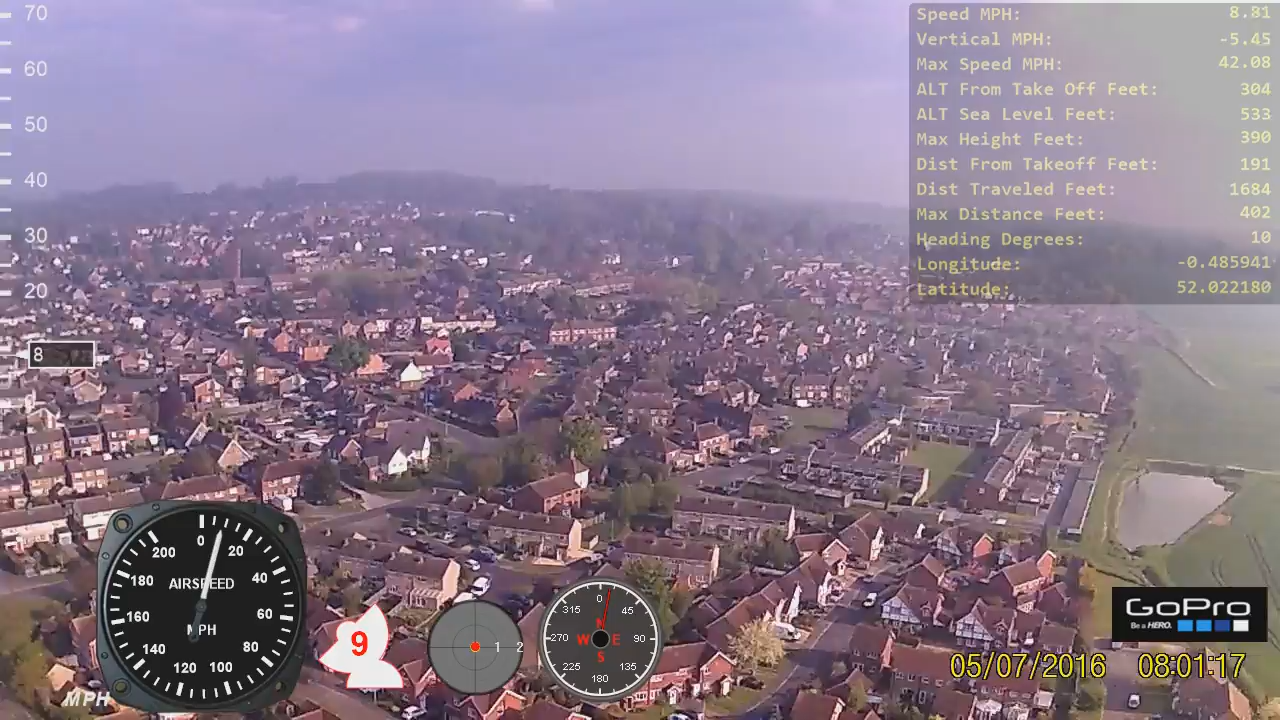 70
60
50
40
30
20
8
Speed MPH: 8.81
Vertical MPH: -5.45
Max Speed MPH: 42.08
ALT From Take Off Feet: 304
ALT Sea Level Feet: 533
Max Height Feet: 390
Dist From Takeoff Feet: 191
Dist Traveled Feet: 1684
Max Distance Feet: 402
Heading Degrees: 10
Longitude: -0.485941
Latitude: 52.022180
0 20 40 60 80 100 120 140 160 180 200
AIRSPEED
MPH
MPH
9
1 2
0 45 90 135 180 225 270 315
N
W E
S
GoPro
Be a HERO.
05/07/2016 08:01:17